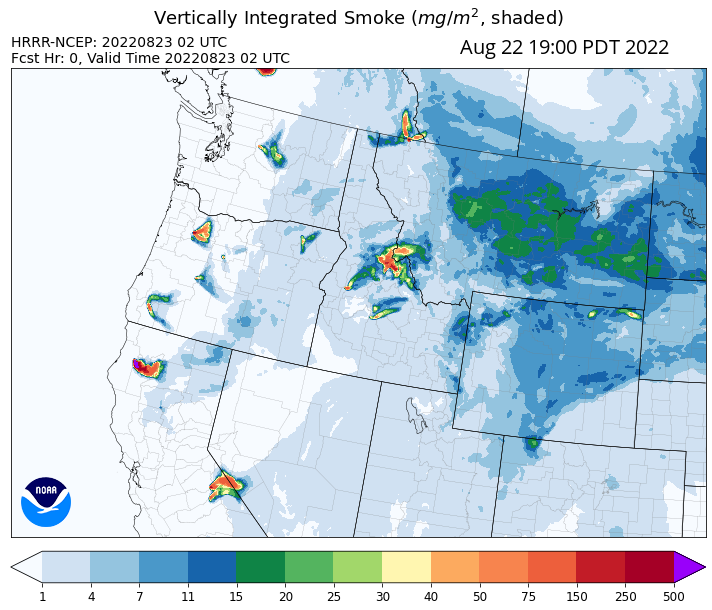 Vertically Integrated Smoke (mg/m², shaded)
HRRR-NCEP: 20220823 02 UTC
Fcst Hr: 0, Valid Time 20220823 02 UTC
Aug 22 19:00 PDT 2022
NOAA
1 4 7 11 15 20 25 30 40 50 75 150 250 500